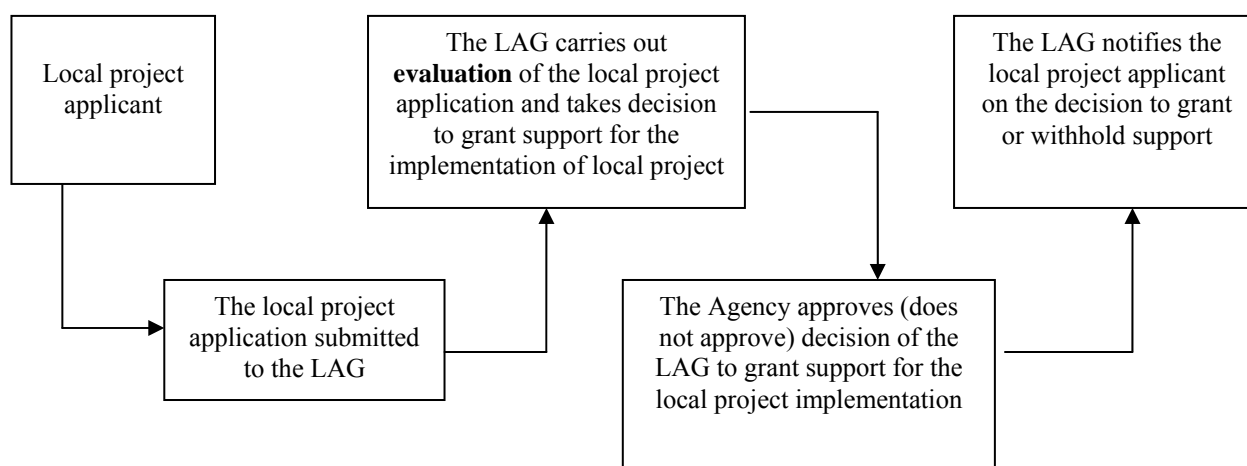 Local project
applicant
The local project
application submitted
to the LAG
The LAG carries out
evaluation of the local project
application and takes decision
to grant support for the
implementation of local project
The Agency approves (does
not approve) decision of the
LAG to grant support for the
local project implementation
The LAG notifies the
local project applicant
on the decision to grant
or withhold support